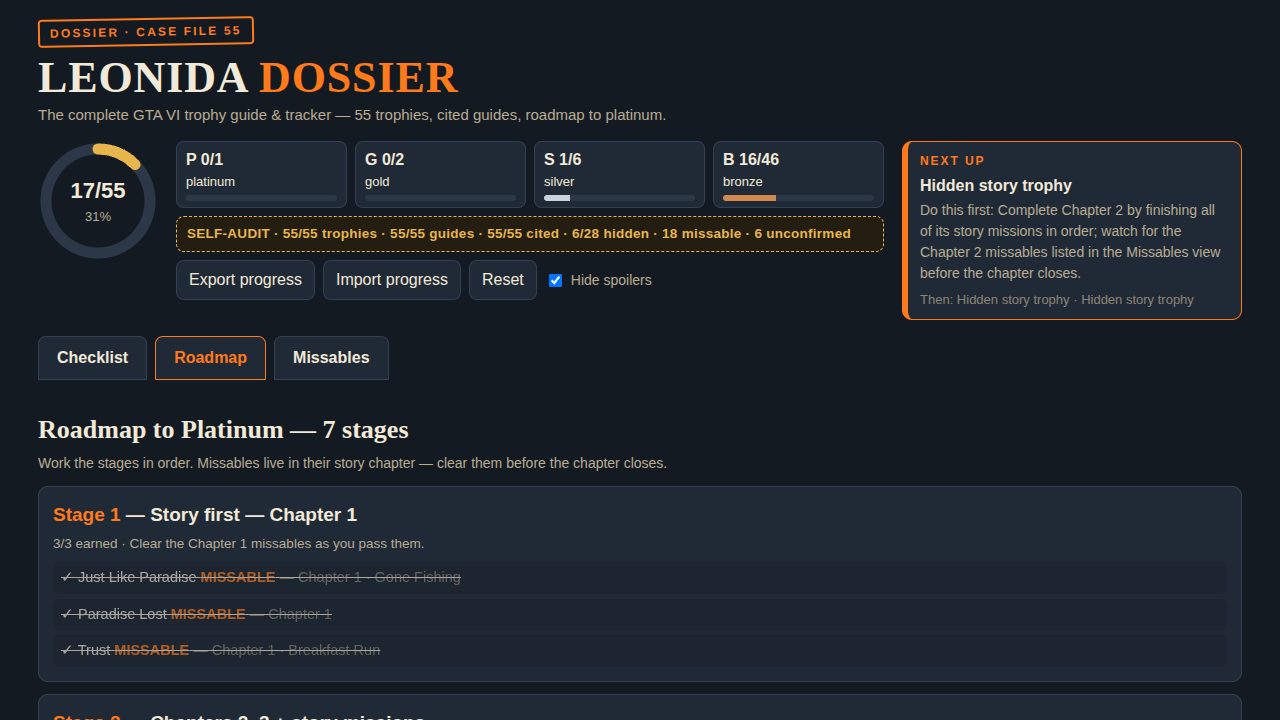 DOSSIER · CASE FILE 55
LEONIDA DOSSIER
The complete GTA VI trophy guide & tracker — 55 trophies, cited guides, roadmap to platinum.
17/55
31%
P 0/1
platinum
G 0/2
gold
S 1/6
silver
B 16/46
bronze
SELF-AUDIT · 55/55 trophies · 55/55 guides · 55/55 cited · 6/28 hidden · 18 missable · 6 unconfirmed
Export progress
Import progress
Reset
Hide spoilers
NEXT UP
Hidden story trophy
Do this first: Complete Chapter 2 by finishing all
of its story missions in order; watch for the
Chapter 2 missables listed in the Missables view
before the chapter closes.
Then: Hidden story trophy · Hidden story trophy
Checklist
Roadmap
Missables
Roadmap to Platinum — 7 stages
Work the stages in order. Missables live in their story chapter — clear them before the chapter closes.
Stage 1 — Story first — Chapter 1
3/3 earned · Clear the Chapter 1 missables as you pass them.
✓ Just Like Paradise MISSABLE — Chapter 1 · Gone Fishing
✓ Paradise Lost MISSABLE — Chapter 1
✓ Trust MISSABLE — Chapter 1 · Breakfast Run